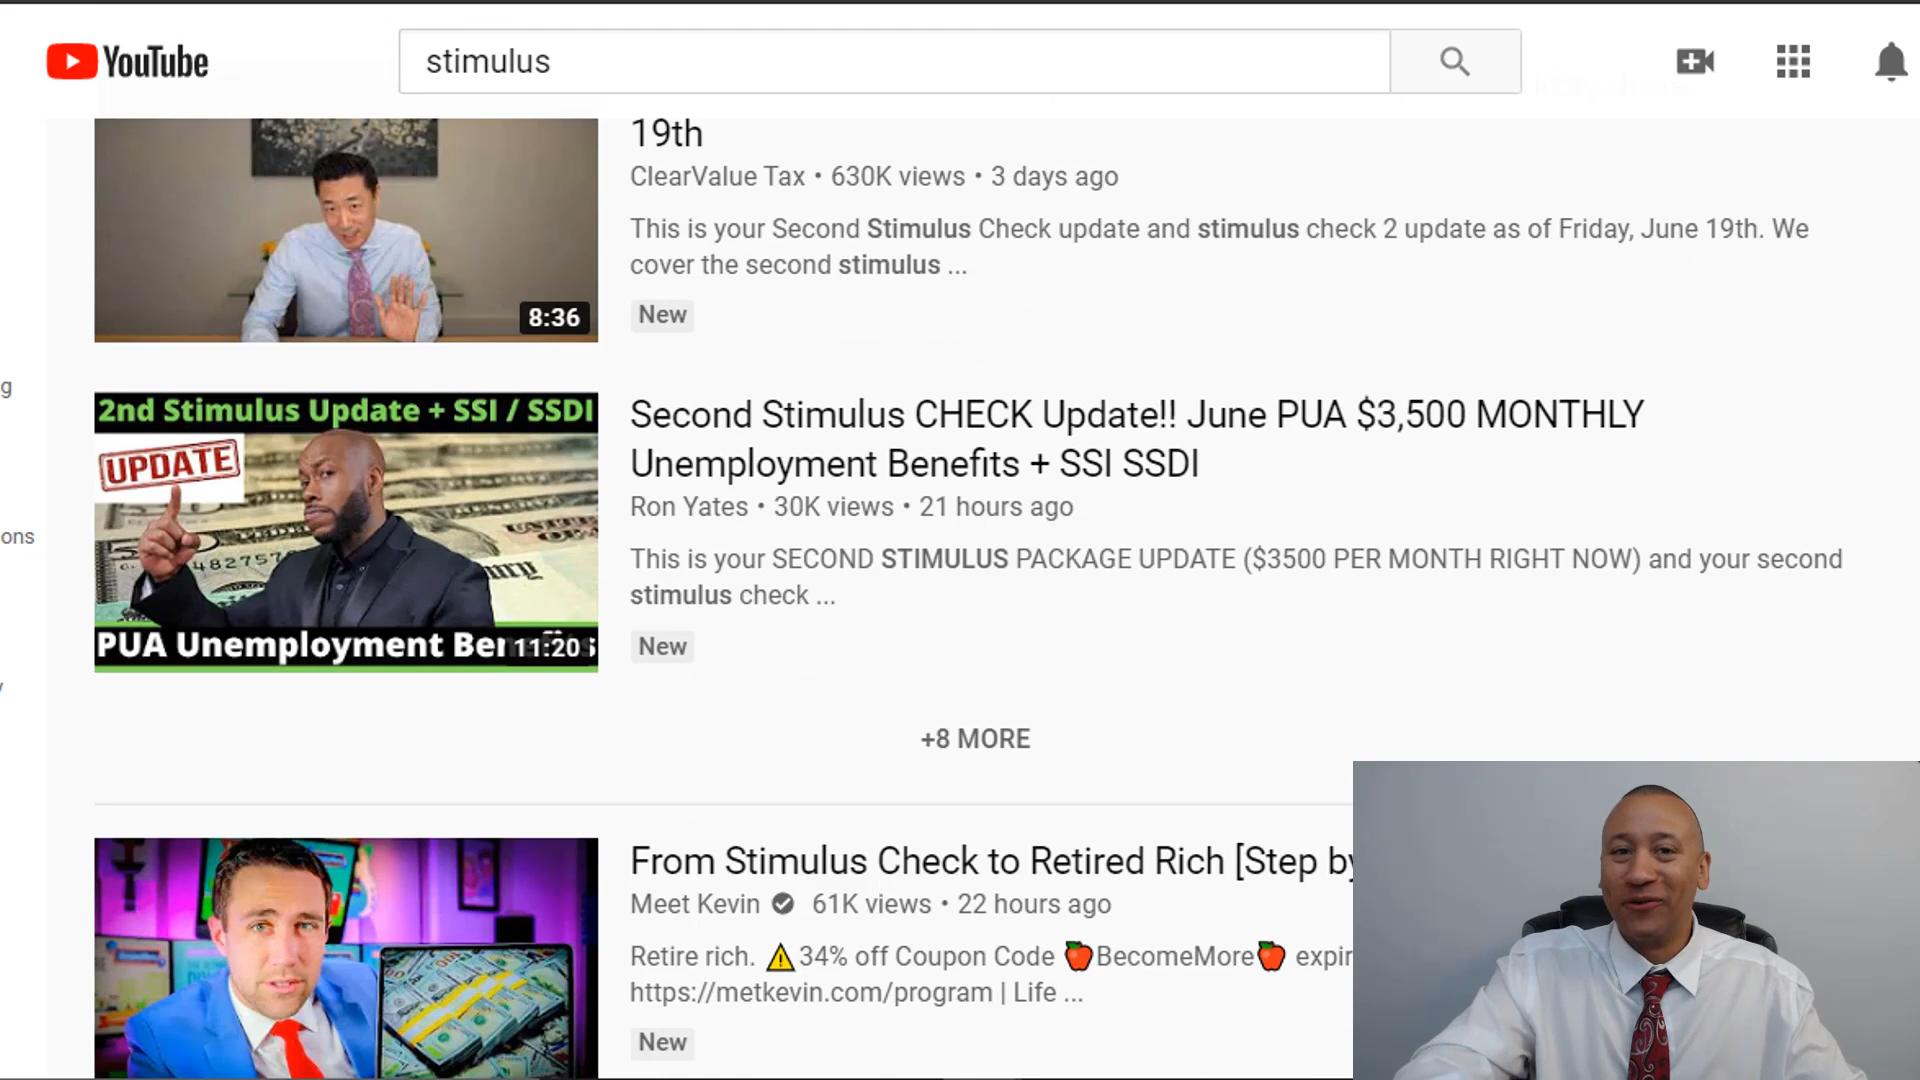 YouTube
stimulus
19th
ClearValue Tax • 630K views • 3 days ago
This is your Second Stimulus Check update and stimulus check 2 update as of Friday, June 19th. We
cover the second stimulus ...
New
8:36
g
ons
2nd Stimulus Update + SSI / SSDI
UPDATE
482757
PUA Unemployment Ber
11:20
Second Stimulus CHECK Update!! June PUA $3,500 MONTHLY
Unemployment Benefits + SSI SSDI
Ron Yates • 30K views • 21 hours ago
This is your SECOND STIMULUS PACKAGE UPDATE ($3500 PER MONTH RIGHT NOW) and your second
stimulus check ...
New
+8 MORE
From Stimulus Check to Retired Rich [Step by
Meet Kevin 61K views • 22 hours ago
Retire rich. ⚠34% off Coupon Code 🍎BecomeMore🍎 expir
https://metkevin.com/program | Life ...
New